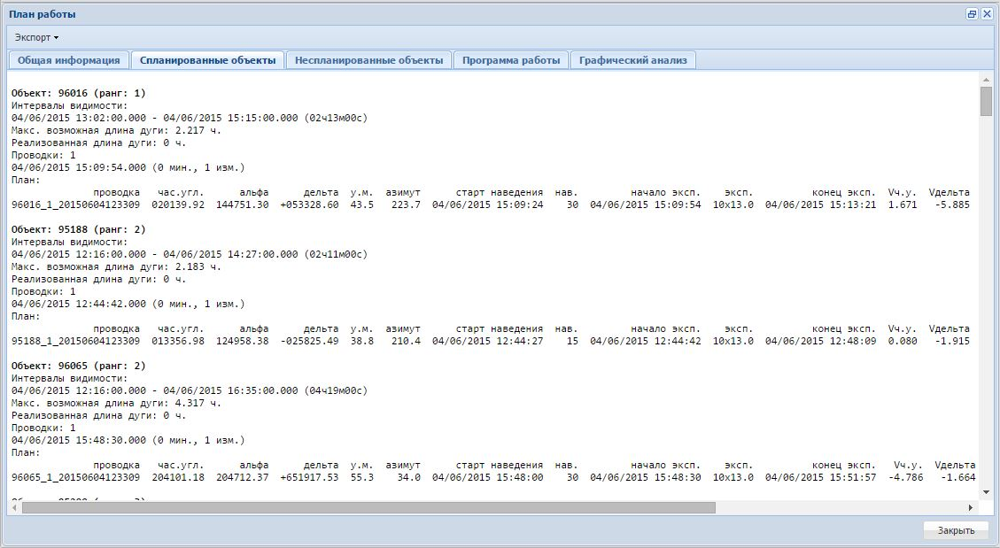 План работы
Экспорт
Общая информация Спланированные объекты Неспланированные объекты Программа работы Графический анализ
Объект: 96016 (ранг: 1)
Интервалы видимости:
04/06/2015 13:02:00.000 - 04/06/2015 15:15:00.000 (02ч13м00с)
Макс. возможная длина дуги: 2.217 ч.
Реализованная длина дуги: 0 ч.
Проводки: 1
04/06/2015 15:09:54.000 (0 мин., 1 изм.)
План:
проводка час.угл. альфа дельта у.м. азимут старт наведения нав. начало эксп. эксп. конец эксп. Vч.у. Vдельта
96016_1_20150604123309 020139.92 144751.30 +053328.60 43.5 223.7 04/06/2015 15:09:24 30 04/06/2015 15:09:54 10x13.0 04/06/2015 15:13:21 1.671 -5.885
Объект: 95188 (ранг: 2)
Интервалы видимости:
04/06/2015 12:16:00.000 - 04/06/2015 14:27:00.000 (02ч11м00с)
Макс. возможная длина дуги: 2.183 ч.
Реализованная длина дуги: 0 ч.
Проводки: 1
04/06/2015 12:44:42.000 (0 мин., 1 изм.)
План:
проводка час.угл. альфа дельта у.м. азимут старт наведения нав. начало эксп. эксп. конец эксп. Vч.у. Vдельта
95188_1_20150604123309 013356.98 124958.38 -025825.49 38.8 210.4 04/06/2015 12:44:27 15 04/06/2015 12:44:42 10x13.0 04/06/2015 12:48:09 0.080 -1.915
Объект: 96065 (ранг: 2)
Интервалы видимости:
04/06/2015 12:16:00.000 - 04/06/2015 16:35:00.000 (04ч19м00с)
Макс. возможная длина дуги: 4.317 ч.
Реализованная длина дуги: 0 ч.
Проводки: 1
04/06/2015 15:48:30.000 (0 мин., 1 изм.)
План:
проводка час.угл. альфа дельта у.м. азимут старт наведения нав. начало эксп. эксп. конец эксп. Vч.у. Vдельта
96065_1_20150604123309 204101.18 204712.37 +651917.53 55.3 34.0 04/06/2015 15:48:00 30 04/06/2015 15:48:30 10x13.0 04/06/2015 15:51:57 -4.786 -1.664
Закрыть